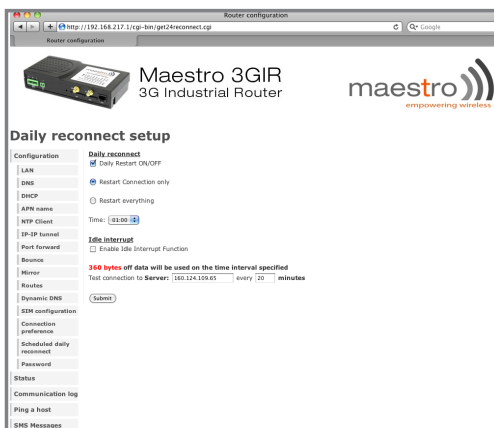 Router configuration
http://192.168.217.1/cgi-bin/get24reconnect.cgi
Google
Router configuration
Maestro 3GIR
3G Industrial Router
maestro
empowering wireless
Daily reconnect setup
Configuration
LAN
DNS
DHCP
APN name
NTP Client
IP-IP tunnel
Port forward
Bounce
Mirror
Routes
Dynamic DNS
SIM configuration
Connection
preference
Scheduled daily
reconnect
Password
Status
Communication log
Ping a host
SMS Messages
Daily reconnect
Daily Restart ON/OFF
Restart Connection only
Restart everything
Time: 01:00
Idle interrupt
Enable Idle Interrupt Function
360 bytes off data will be used on the time interval specified
Test connection to Server: 160.124.109.65 every 20 minutes
Submit